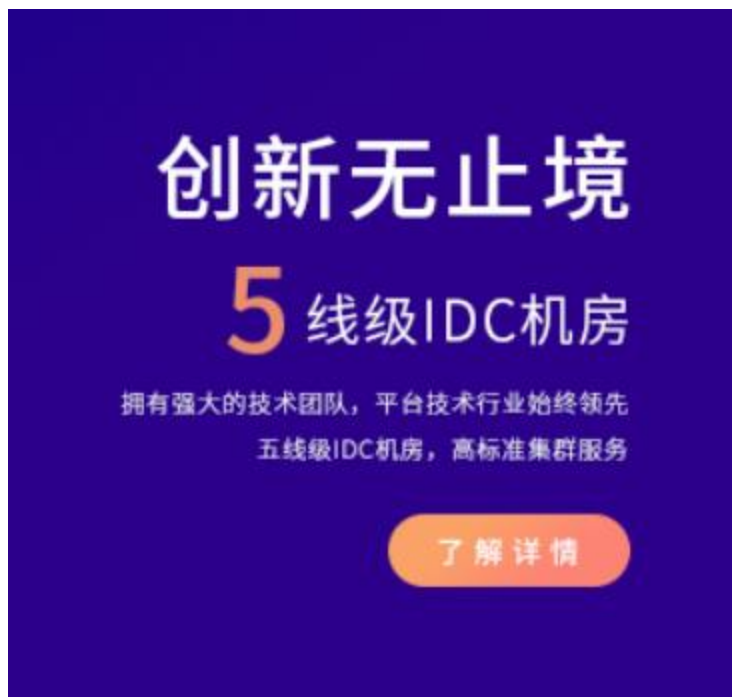 创新无止境
5 线级IDC机房
拥有强大的技术团队，平台技术行业始终领先
五线级IDC机房，高标准集群服务
了解详情